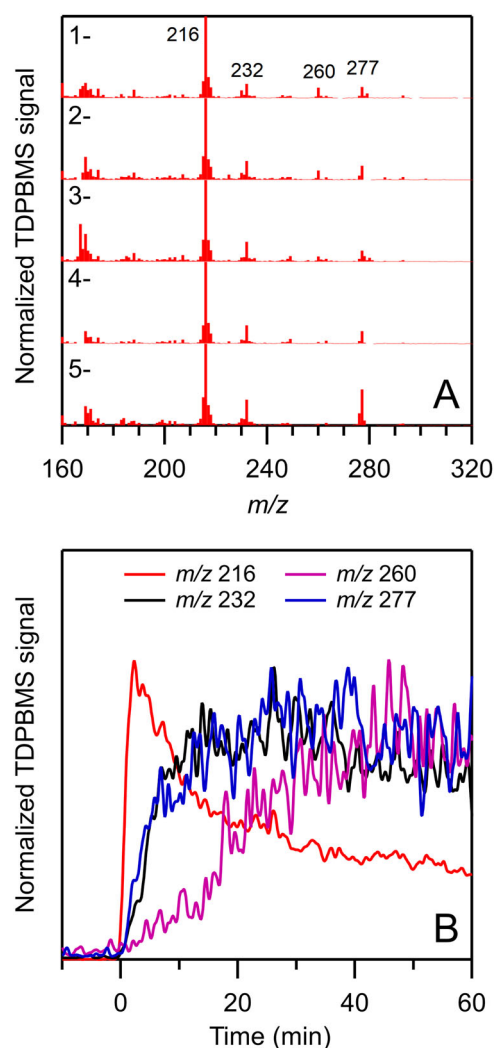 1-
216
232
260
277
2-
3-
4-
5-
A
Normalized TDPBMS signal
160
200
240
280
320
m/z
m/z 216
m/z 260
m/z 232
m/z 277
Normalized TDPBMS signal
B
0
20
40
60
Time (min)